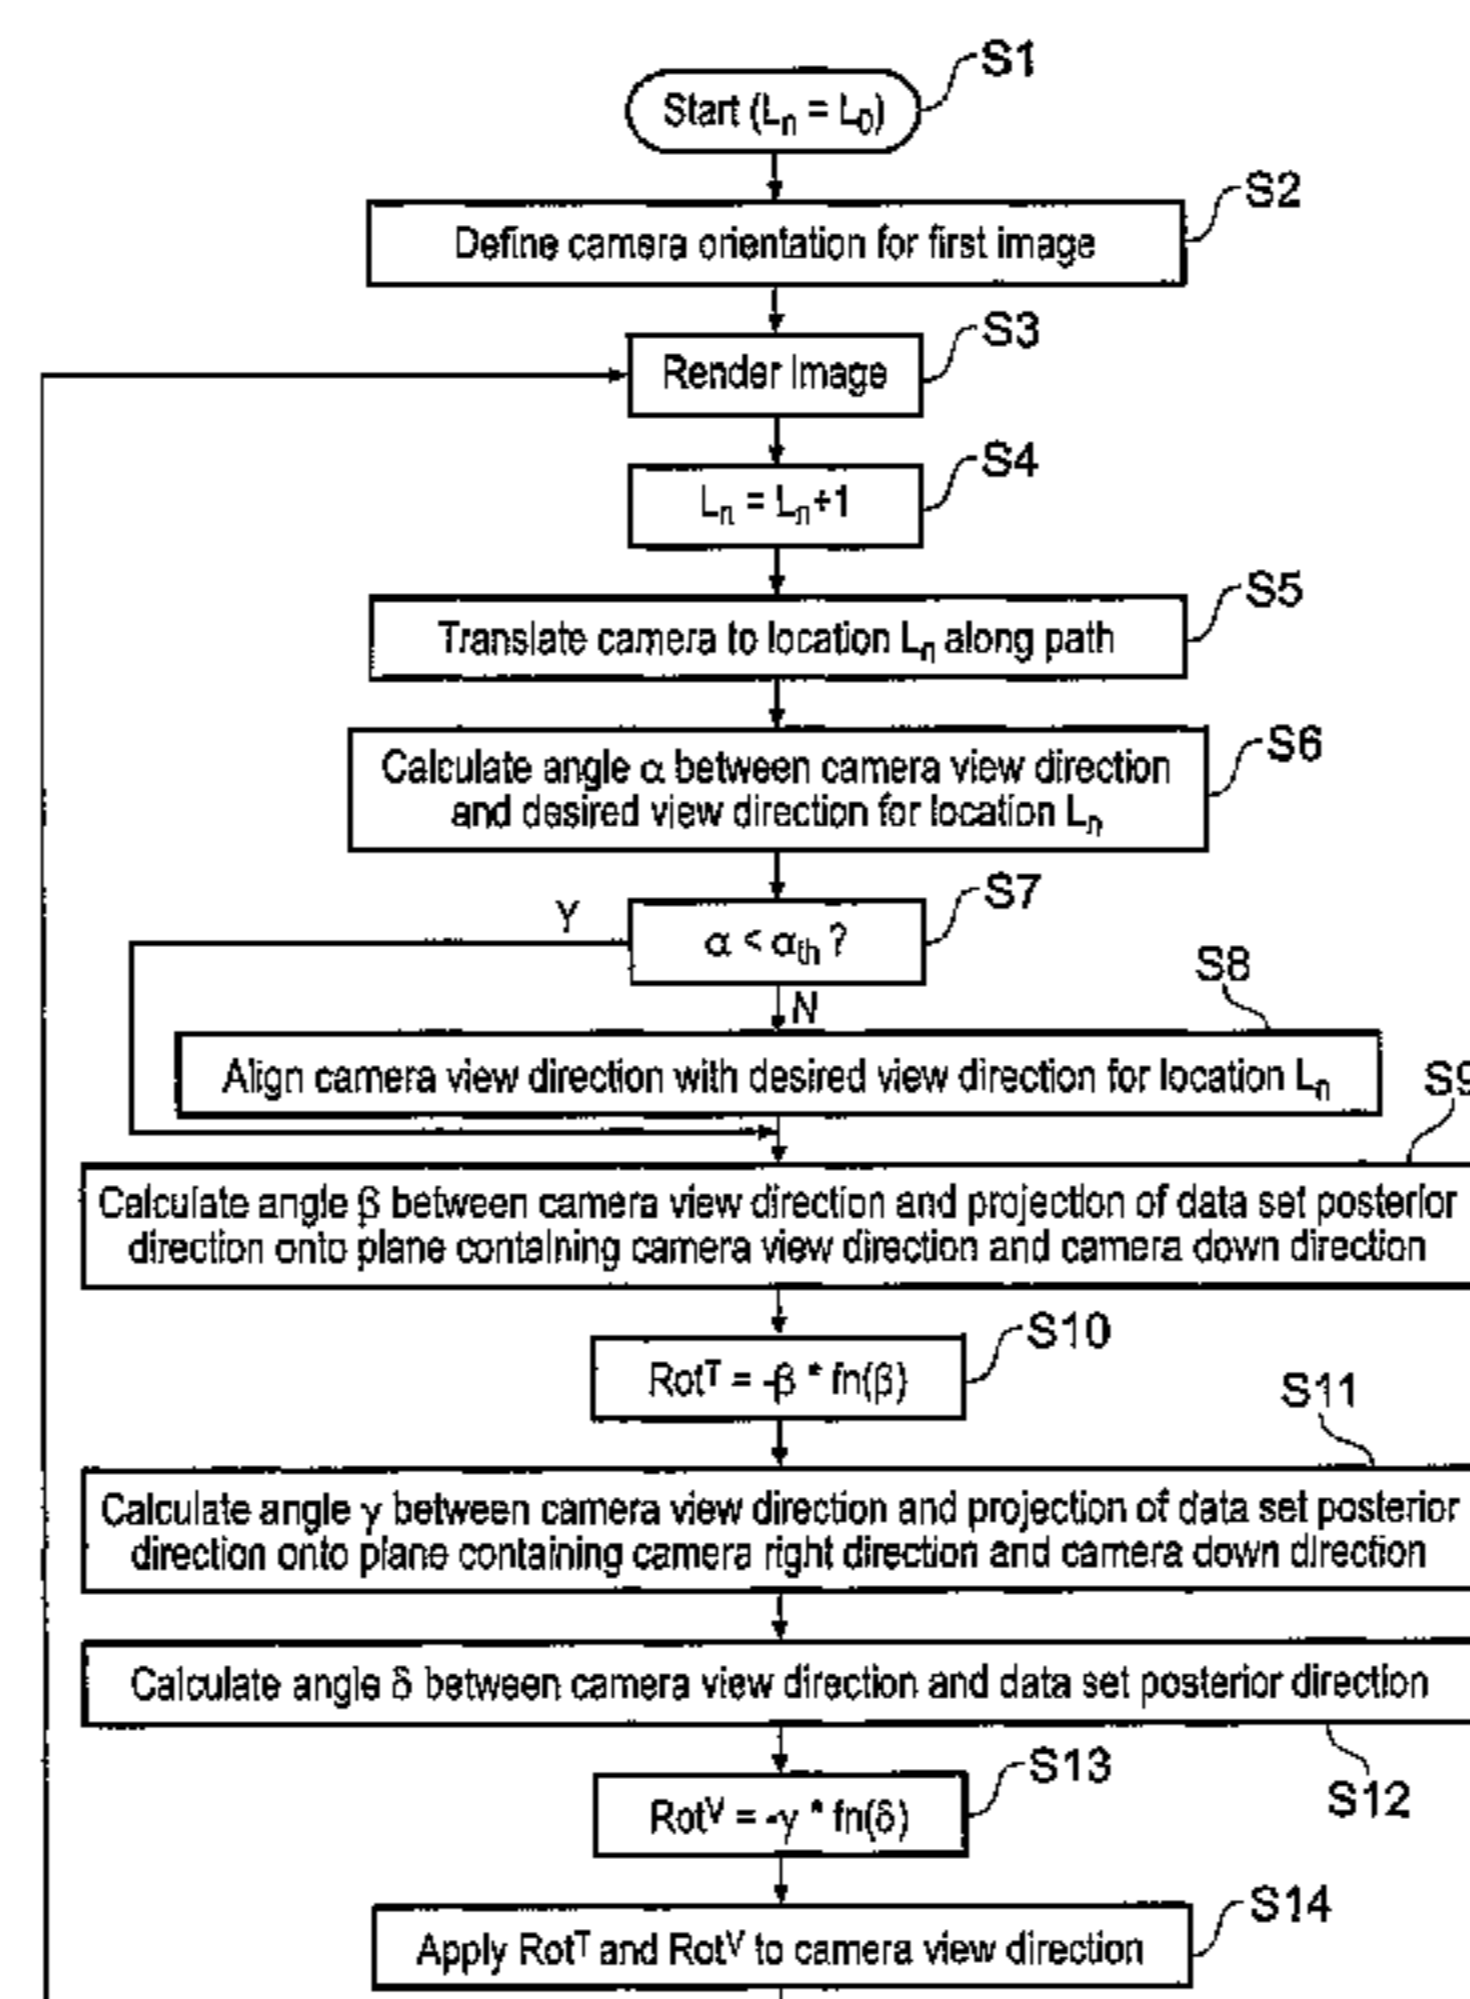 S1
Start (Ln = L0)
S2
Define camera orientation for first image
S3
Render Image
S4
Ln = Ln+1
S5
Translate camera to location Ln along path
S6
Calculate angle α between camera view direction
and desired view direction for location Ln
S7
Y
α < αth ?
N
S8
Align camera view direction with desired view direction for location Ln
S9
Calculate angle β between camera view direction and projection of data set posterior
direction onto plane containing camera view direction and camera down direction
S10
RotT = -β * fn(β)
S11
Calculate angle γ between camera view direction and projection of data set posterior
direction onto plane containing camera right direction and camera down direction
Calculate angle δ between camera view direction and data set posterior direction
S12
S13
RotV = -γ * fn(δ)
S14
Apply RotT and RotV to camera view direction